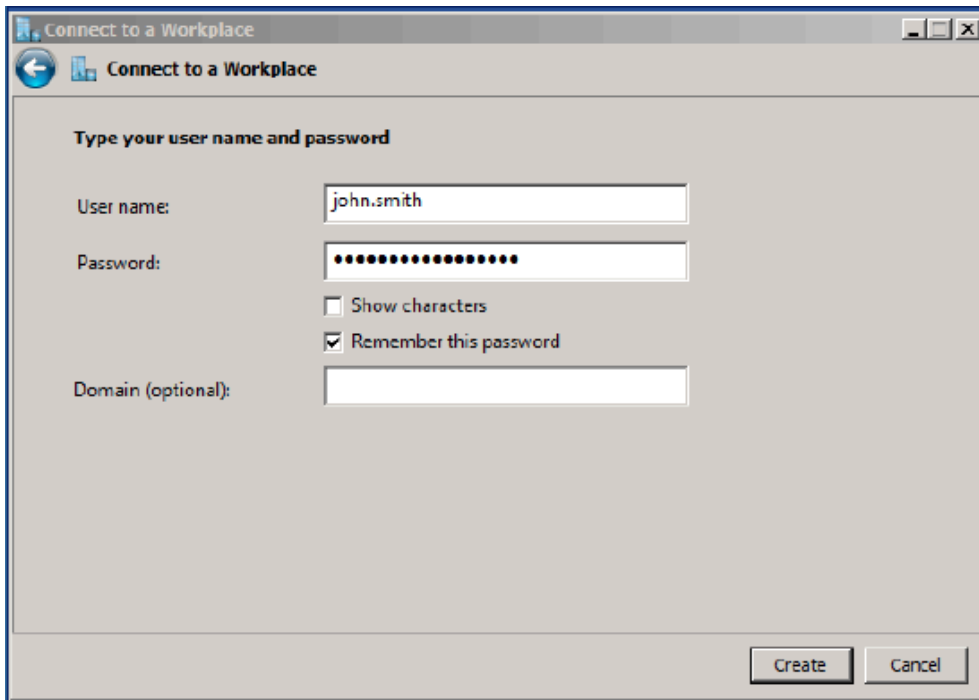 Connect to a Workplace
Connect to a Workplace
Type your user name and password
User name: john.smith
Password: •••••••••••••••••
Show characters
Remember this password
Domain (optional):
Create Cancel